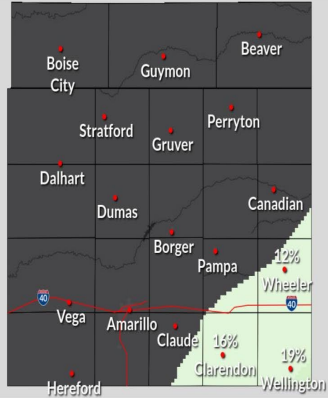 Beaver
Boise
City
Guymon
Perryton
Stratford
Gruver
Dalhart
Canadian
Dumas
Borger
Pampa
12%
Wheeler
40
40
Vega
Amarillo
Claude
16%
Clarendon
19%
Wellington
Hereford